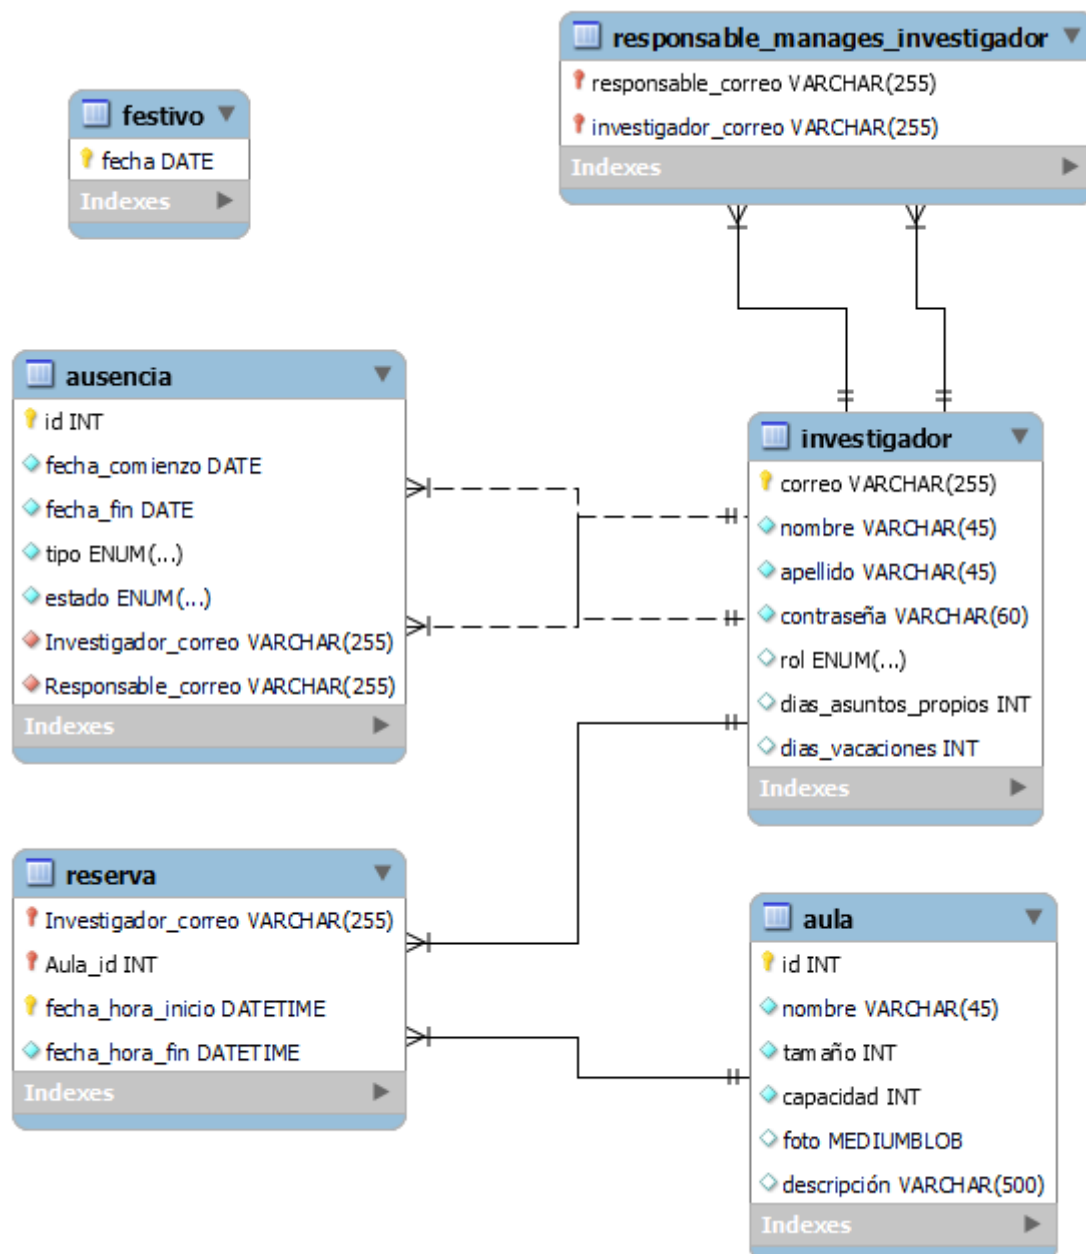 responsable_manages_investigador
responsable_correo VARCHAR(255)
investigador_correo VARCHAR(255)
Indexes
festivo
fecha DATE
Indexes
ausencia
id INT
fecha_comienzo DATE
fecha_fin DATE
tipo ENUM(...)
estado ENUM(...)
Investigador_correo VARCHAR(255)
Responsable_correo VARCHAR(255)
Indexes
investigador
correo VARCHAR(255)
nombre VARCHAR(45)
apellido VARCHAR(45)
contraseña VARCHAR(60)
rol ENUM(...)
dias_asuntos_propios INT
dias_vacaciones INT
Indexes
reserva
Investigador_correo VARCHAR(255)
Aula_id INT
fecha_hora_inicio DATETIME
fecha_hora_fin DATETIME
Indexes
aula
id INT
nombre VARCHAR(45)
tamaño INT
capacidad INT
foto MEDIUMBLOB
descripción VARCHAR(500)
Indexes